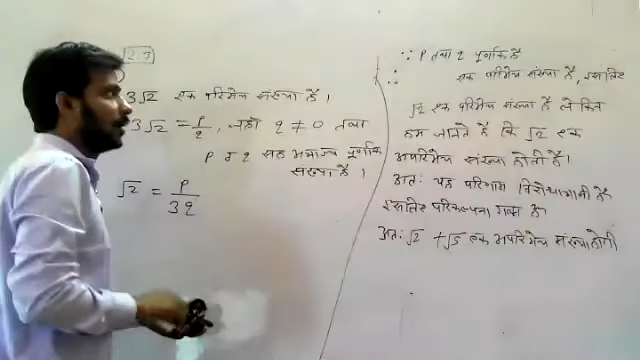 2.3
3√2 एक परिमेय संख्या है।
3√2 = p/q, जहाँ q ≠ 0 तथा
p व q सह अभाज्य पूर्णांक
संख्या है।
√2 = p/3q
∵ p तथा q पूर्णांक है
∴ एक परिमेय संख्या है, इसलिए
√2 एक परिमेय संख्या है लेकिन
हम जानते है कि √2 एक
अपरिमेय संख्या होती है।
अतः यह परिणाम विरोधाभासी है
इसलिए परिकल्पना गलत है
अतः √2 + √5 एक अपरिमेय संख्या होगी